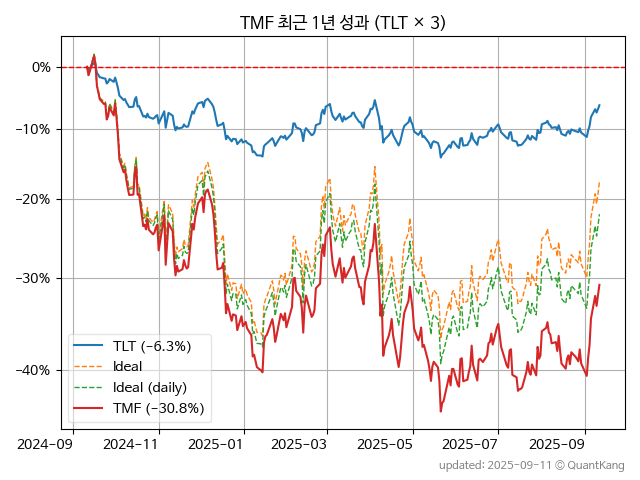 TMF 최근 1년 성과 (TLT × 3)
0%
−10%
−20%
−30%
−40%
TLT (−6.3%)
Ideal
Ideal (daily)
TMF (−30.8%)
2024−09
2024−11
2025−01
2025−03
2025−05
2025−07
2025−09
updated: 2025−09−11 ⓒ QuantKang